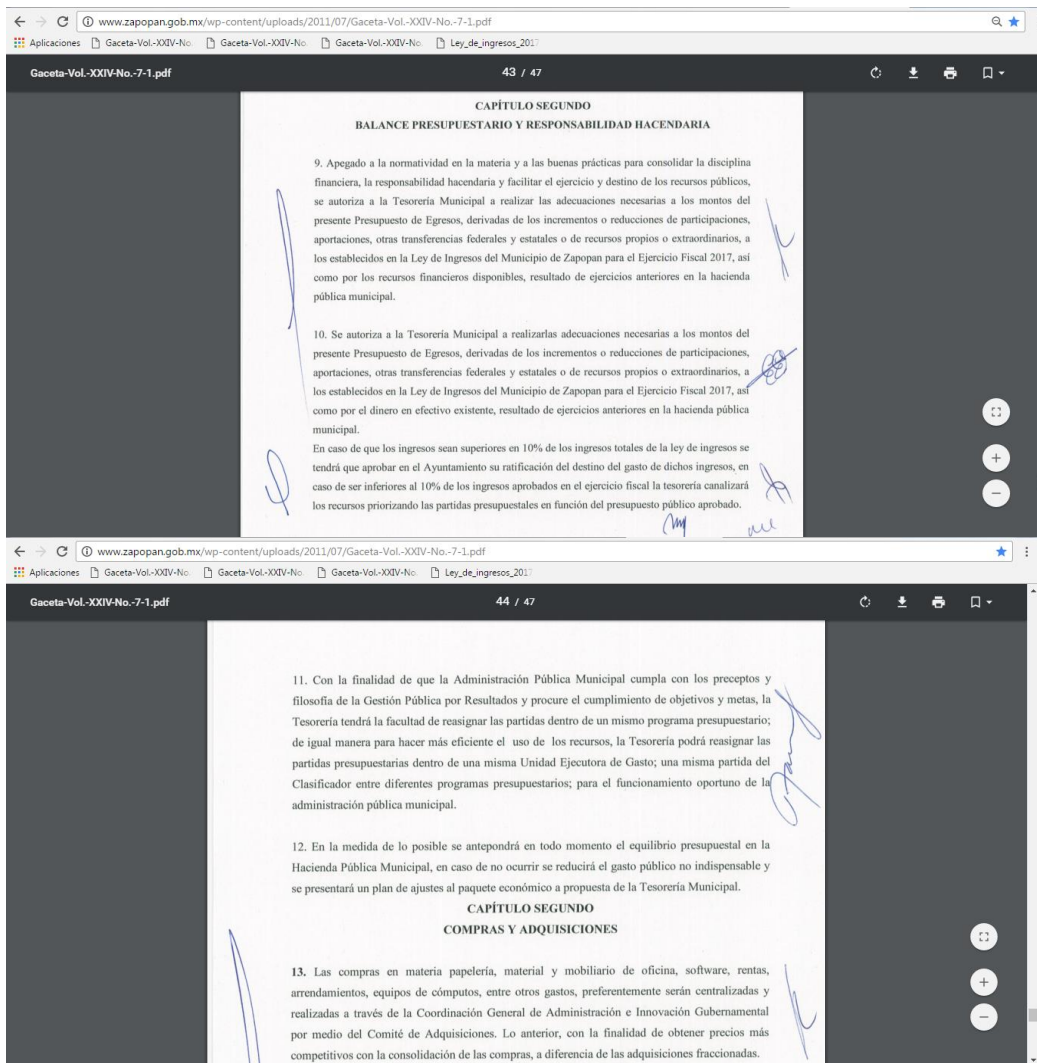 www.zapopan.gob.mx/wp-content/uploads/2011/07/Gaceta-Vol.-XXIV-No.-7-1.pdf
Aplicaciones Gaceta-Vol.-XXIV-No. Gaceta-Vol.-XXIV-No. Gaceta-Vol.-XXIV-No. Ley_de_ingresos_2017
Gaceta-Vol.-XXIV-No.-7-1.pdf 43 / 47
CAPÍTULO SEGUNDO
BALANCE PRESUPUESTARIO Y RESPONSABILIDAD HACENDARIA
9. Apegado a la normatividad en la materia y a las buenas prácticas para consolidar la disciplina
financiera, la responsabilidad hacendaria y facilitar el ejercicio y destino de los recursos públicos,
se autoriza a la Tesorería Municipal a realizar las adecuaciones necesarias a los montos del
presente Presupuesto de Egresos, derivadas de los incrementos o reducciones de participaciones,
aportaciones, otras transferencias federales y estatales o de recursos propios o extraordinarios, a
los establecidos en la Ley de Ingresos del Municipio de Zapopan para el Ejercicio Fiscal 2017, así
como por los recursos financieros disponibles, resultado de ejercicios anteriores en la hacienda
pública municipal.
10. Se autoriza a la Tesorería Municipal a realizarlas adecuaciones necesarias a los montos del
presente Presupuesto de Egresos, derivadas de los incrementos o reducciones de participaciones,
aportaciones, otras transferencias federales y estatales o de recursos propios o extraordinarios, a
los establecidos en la Ley de Ingresos del Municipio de Zapopan para el Ejercicio Fiscal 2017, así
como por el dinero en efectivo existente, resultado de ejercicios anteriores en la hacienda pública
municipal.
En caso de que los ingresos sean superiores en 10% de los ingresos totales de la ley de ingresos se
tendrá que aprobar en el Ayuntamiento su ratificación del destino del gasto de dichos ingresos, en
caso de ser inferiores al 10% de los ingresos aprobados en el ejercicio fiscal la tesorería canalizará
los recursos priorizando las partidas presupuestales en función del presupuesto público aprobado.
www.zapopan.gob.mx/wp-content/uploads/2011/07/Gaceta-Vol.-XXIV-No.-7-1.pdf
Aplicaciones Gaceta-Vol.-XXIV-No. Gaceta-Vol.-XXIV-No. Gaceta-Vol.-XXIV-No. Ley_de_ingresos_2017
Gaceta-Vol.-XXIV-No.-7-1.pdf 44 / 47
11. Con la finalidad de que la Administración Pública Municipal cumpla con los preceptos y
filosofía de la Gestión Pública por Resultados y procure el cumplimiento de objetivos y metas, la
Tesorería tendrá la facultad de reasignar las partidas dentro de un mismo programa presupuestario;
de igual manera para hacer más eficiente el uso de los recursos, la Tesorería podrá reasignar las
partidas presupuestarias dentro de una misma Unidad Ejecutora de Gasto; una misma partida del
Clasificador entre diferentes programas presupuestarios; para el funcionamiento oportuno de la
administración pública municipal.
12. En la medida de lo posible se antepondrá en todo momento el equilibrio presupuestal en la
Hacienda Pública Municipal, en caso de no ocurrir se reducirá el gasto público no indispensable y
se presentará un plan de ajustes al paquete económico a propuesta de la Tesorería Municipal.
CAPÍTULO SEGUNDO
COMPRAS Y ADQUISICIONES
13. Las compras en materia papelería, material y mobiliario de oficina, software, rentas,
arrendamientos, equipos de cómputos, entre otros gastos, preferentemente serán centralizadas y
realizadas a través de la Coordinación General de Administración e Innovación Gubernamental
por medio del Comité de Adquisiciones. Lo anterior, con la finalidad de obtener precios más
competitivos con la consolidación de las compras, a diferencia de las adquisiciones fraccionadas.